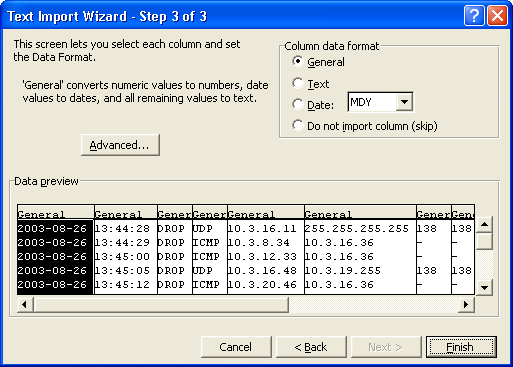 Text Import Wizard - Step 3 of 3
This screen lets you select each column and set
the Data Format.
'General' converts numeric values to numbers, date
values to dates, and all remaining values to text.
Advanced...
Column data format
General
Text
Date: MDY
Do not import column (skip)
Data preview
General General Gener Gener General General Gene Gene
2003-08-26 13:44:28 DROP UDP 10.3.16.11 255.255.255.255 138 138
2003-08-26 13:44:29 DROP ICMP 10.3.8.34 10.3.16.36 - -
2003-08-26 13:45:00 DROP ICMP 10.3.12.33 10.3.16.36 - -
2003-08-26 13:45:05 DROP UDP 10.3.16.48 10.3.19.255 138 138
2003-08-26 13:45:12 DROP ICMP 10.3.20.46 10.3.16.36 - -
Cancel < Back Next > Finish